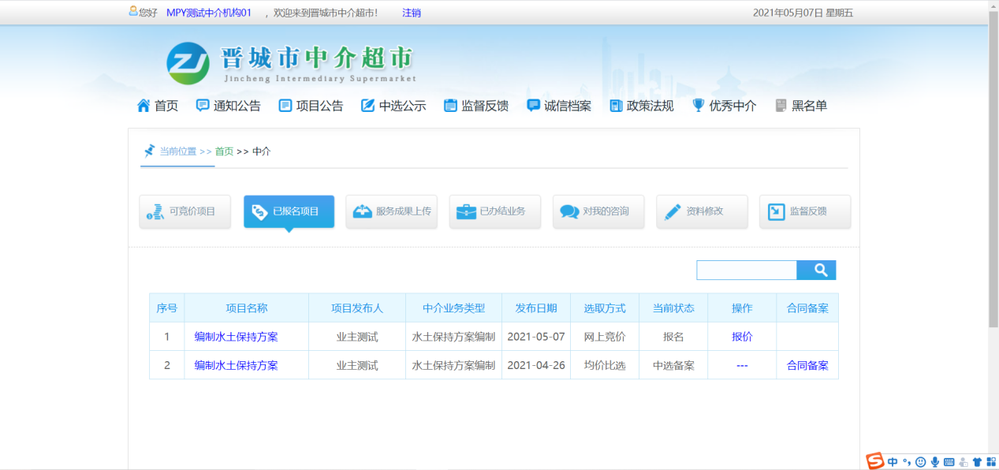 您好 MPY测试中介机构01 ，欢迎来到晋城市中介超市! 注销 2021年05月07日 星期五
ZJ 晋城市中介超市
Jincheng Intermediary Supermarket
首页 通知公告 项目公告 中选公示 监督反馈 诚信档案 政策法规 优秀中介 黑名单
当前位置 >> 首页 >> 中介
可竞价项目 已报名项目 服务成果上传 已办结业务 对我的咨询 资料修改 监督反馈
序号 项目名称 项目发布人 中介业务类型 发布日期 选取方式 当前状态 操作 合同备案
1 编制水土保持方案 业主测试 水土保持方案编制 2021-05-07 网上竞价 报名 报价
2 编制水土保持方案 业主测试 水土保持方案编制 2021-04-26 均价比选 中选备案 --- 合同备案
S 中